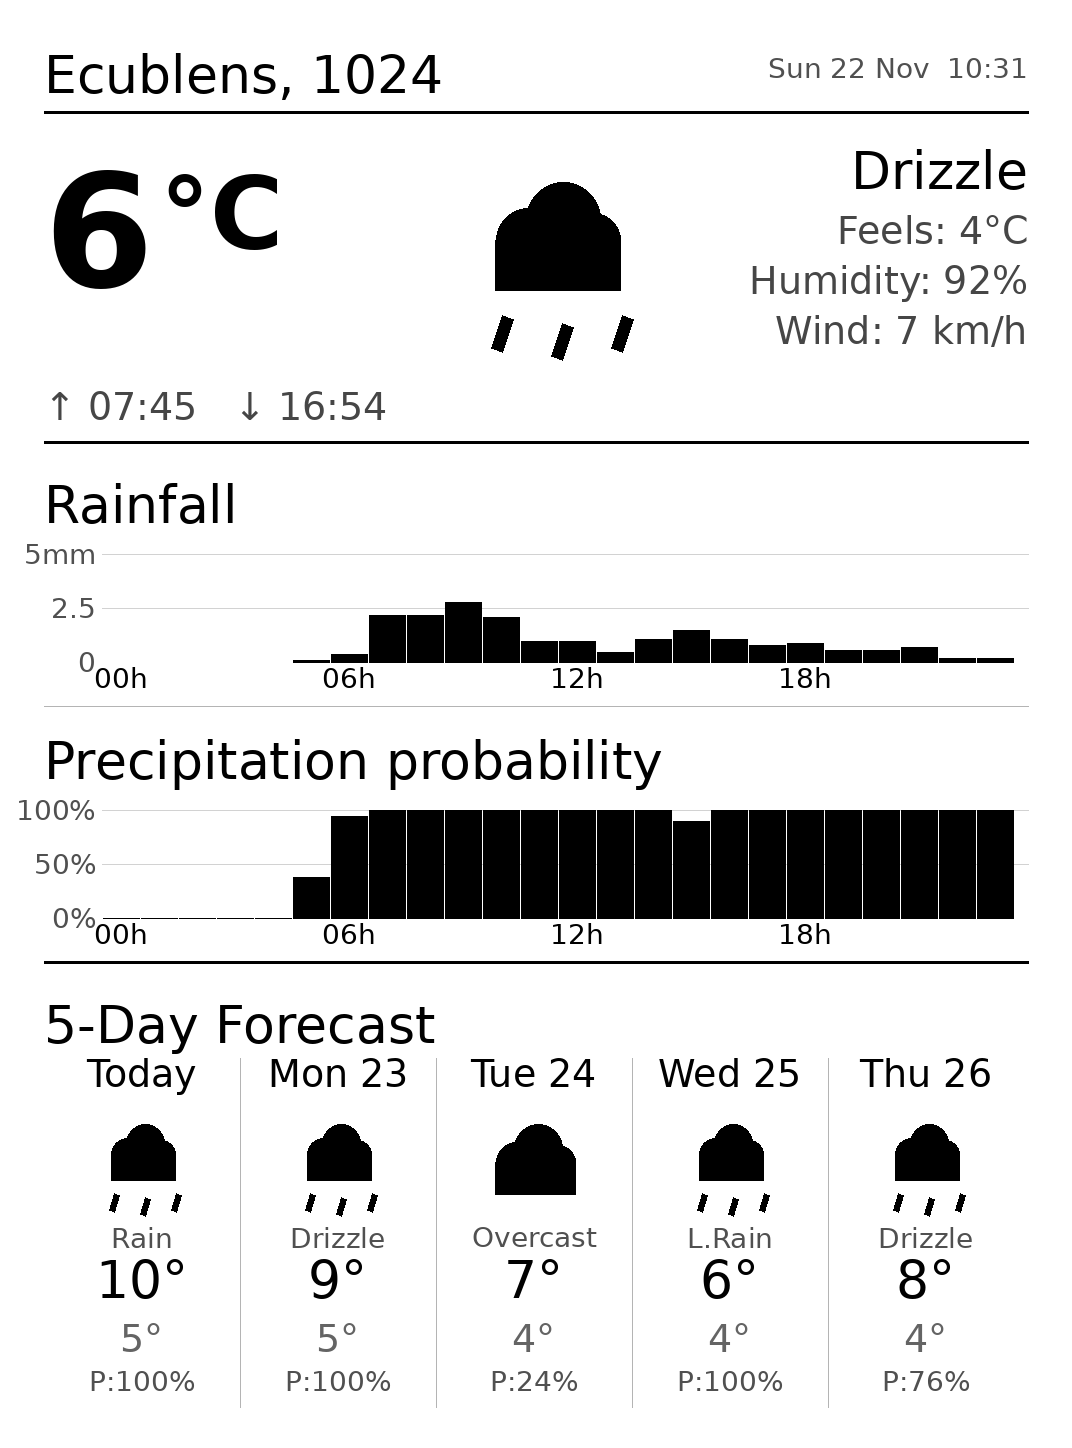 Ecublens, 1024
Sun 22 Nov 10:31
6°C
Drizzle
Feels: 4°C
Humidity: 92%
Wind: 7 km/h
↑ 07:45 ↓ 16:54
Rainfall
5mm
2.5
0
00h 06h 12h 18h
Precipitation probability
100%
50%
0%
00h 06h 12h 18h
5-Day Forecast
Today Mon 23 Tue 24 Wed 25 Thu 26
Rain Drizzle Overcast L.Rain Drizzle
10° 9° 7° 6° 8°
5° 5° 4° 4° 4°
P:100% P:100% P:24% P:100% P:76%